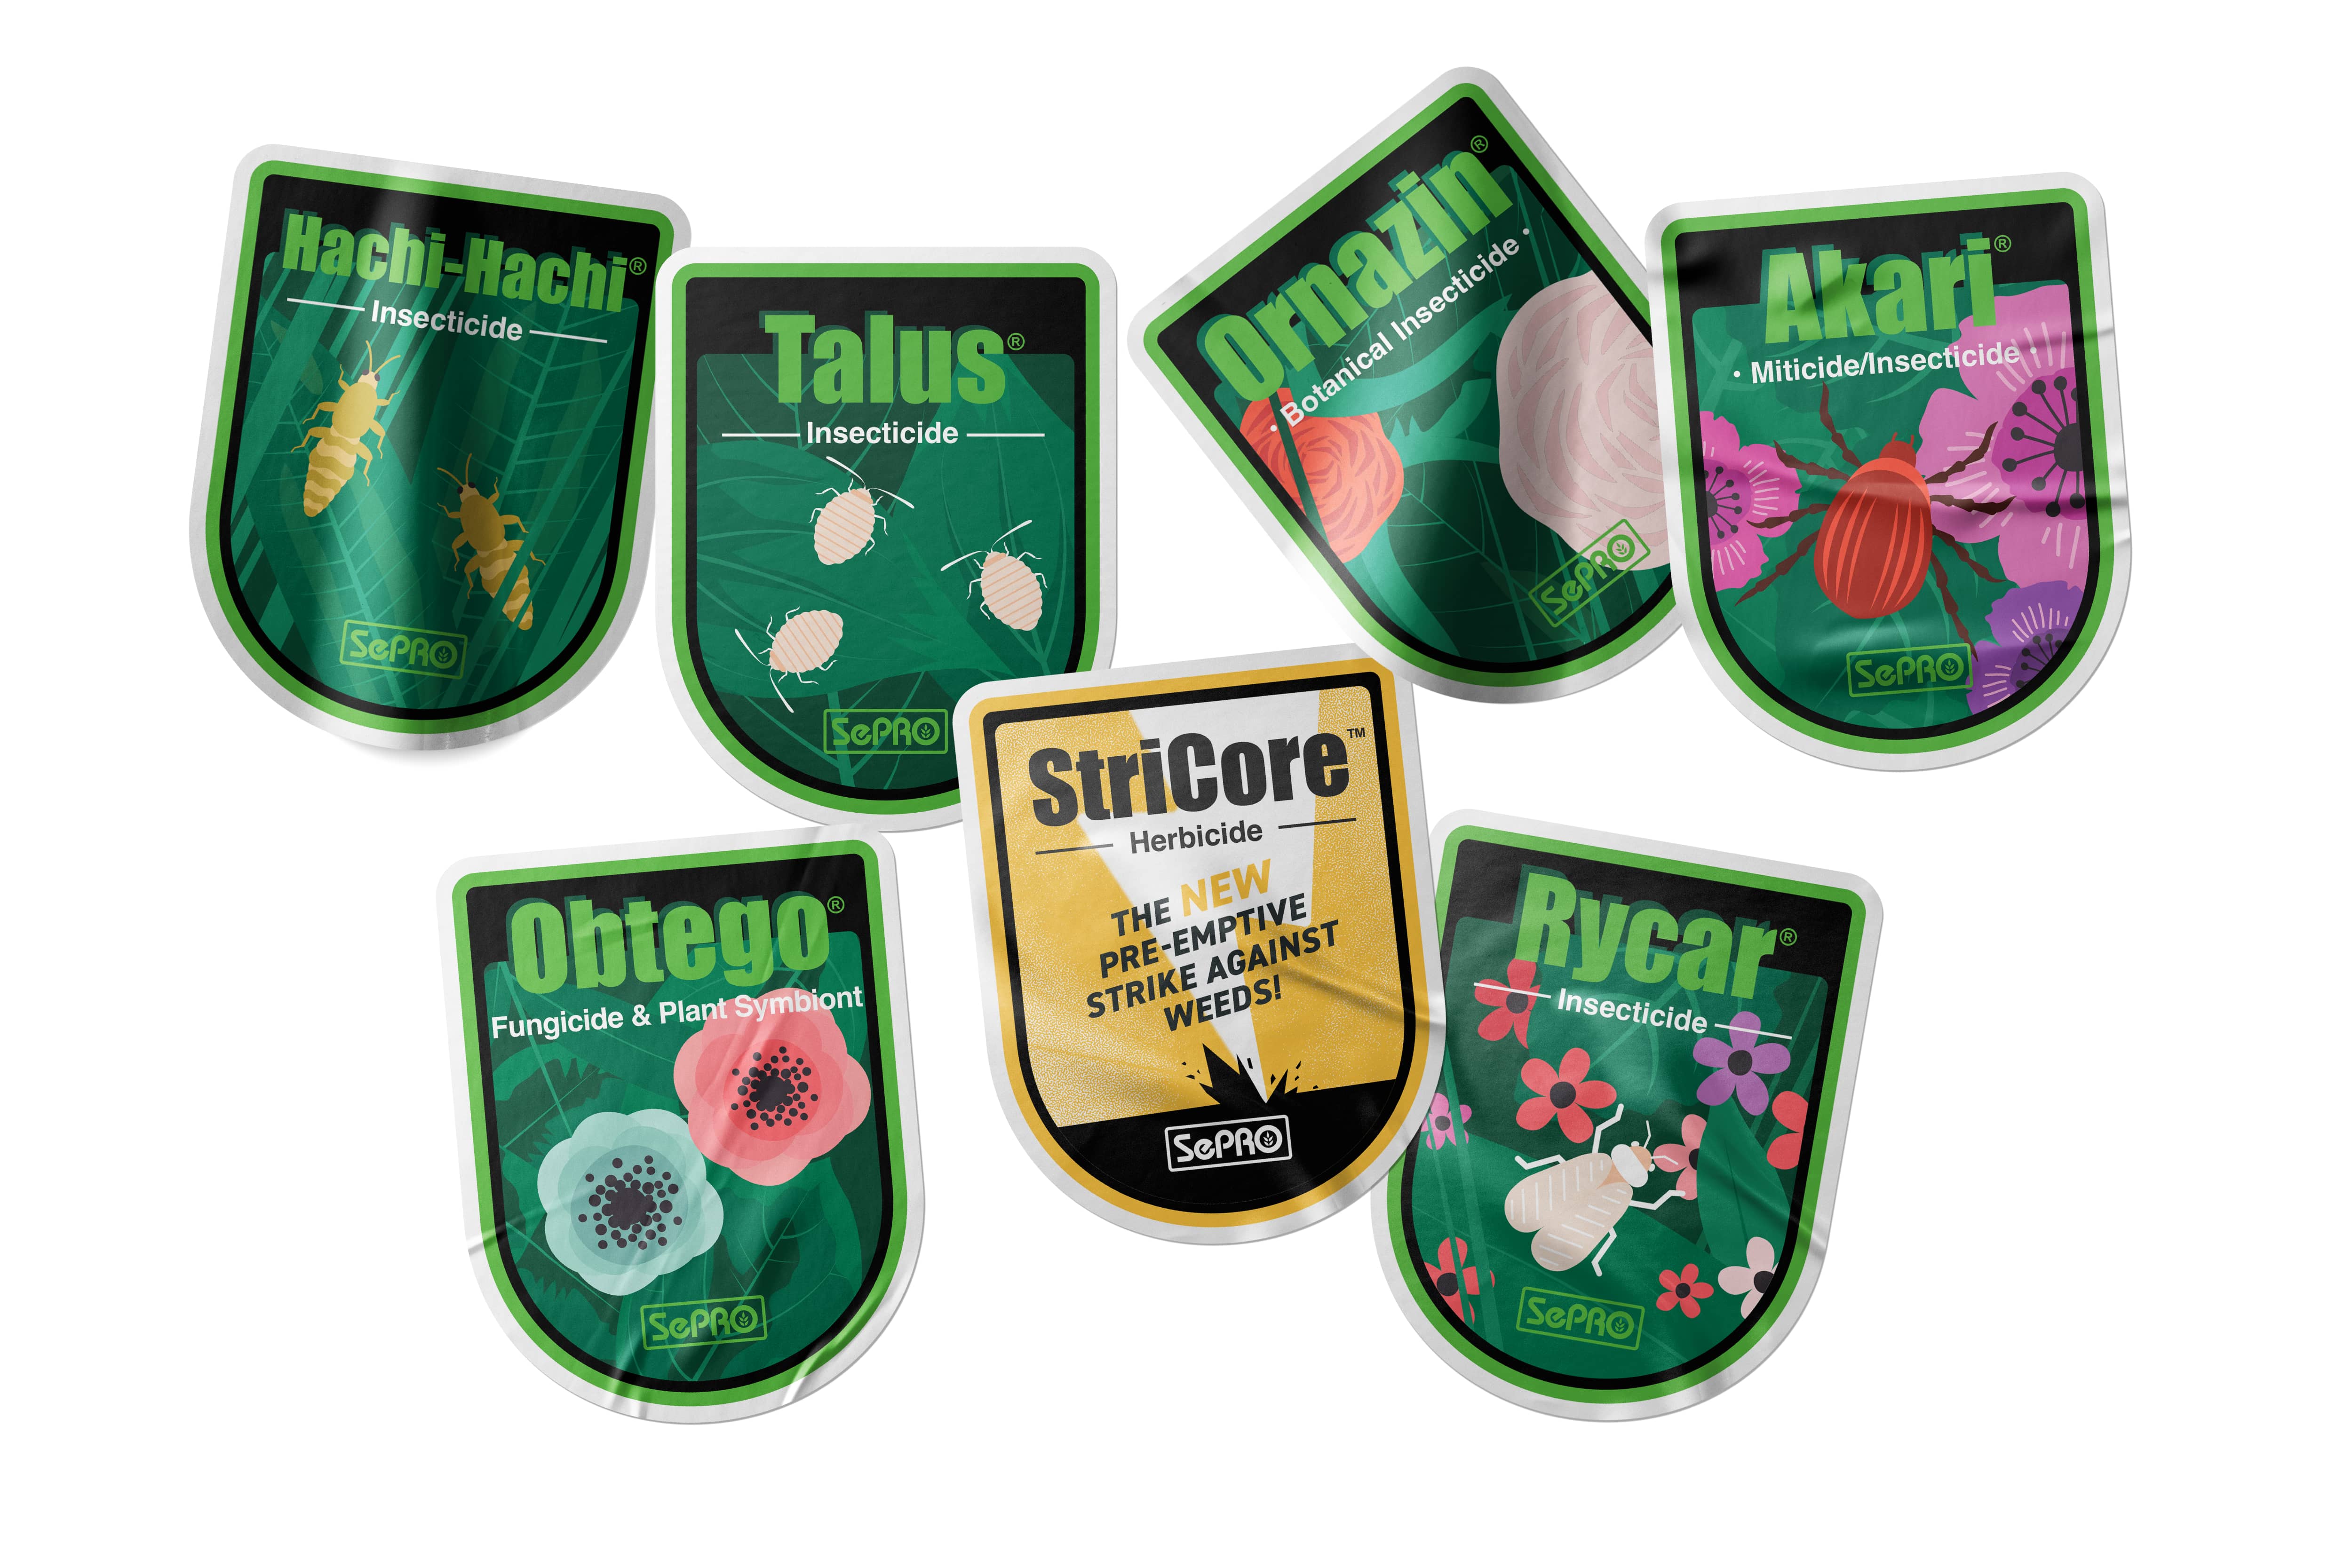 Hachi-Hachi®
Insecticide
SePRO
Talus®
Insecticide
SePRO
Ornazin®
• Botanical Insecticide •
SePRO
Akari®
• Miticide/Insecticide •
SePRO
Obtego®
Fungicide & Plant Symbiont
SePRO
StriCore™
Herbicide
THE NEW
PRE-EMPTIVE
STRIKE AGAINST
WEEDS!
SePRO
Rycar®
Insecticide
SePRO